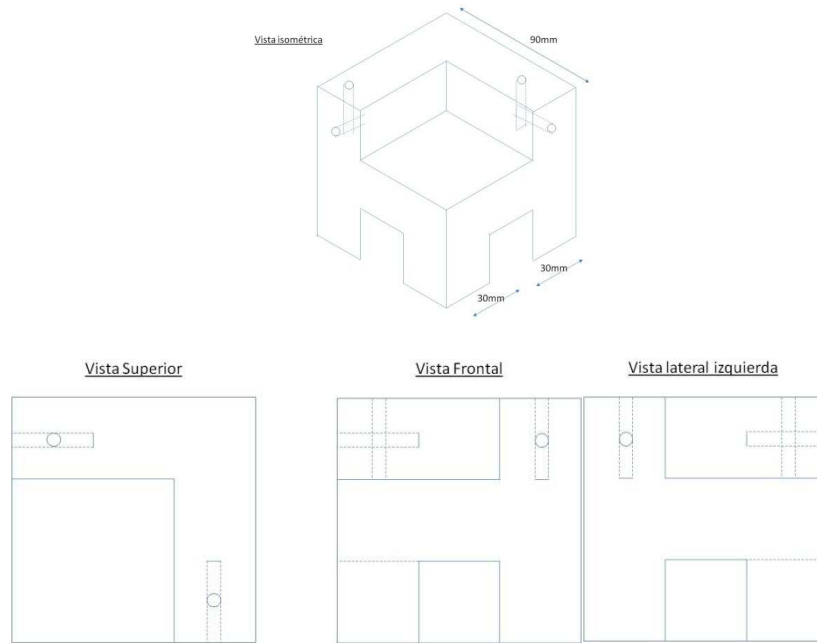 Vista isométrica
90mm
30mm
30mm
Vista Superior
Vista Frontal
Vista lateral izquierda